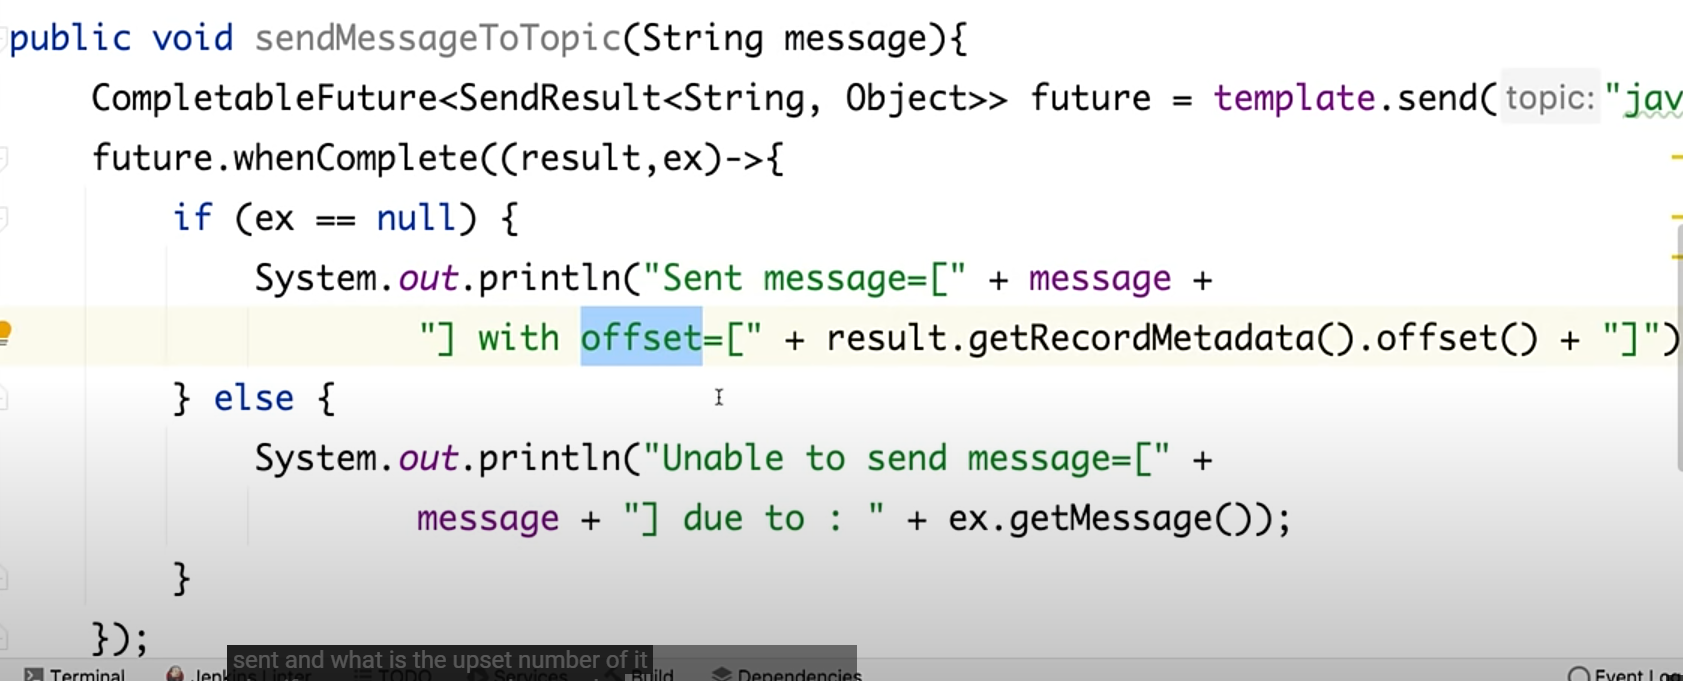 public void sendMessageToTopic(String message){
CompletableFuture<SendResult<String, Object>> future = template.send( topic: "jav
future.whenComplete((result,ex)->{
if (ex == null) {
System.out.println("Sent message=[" + message +
"] with offset=[" + result.getRecordMetadata().offset() + "]")
} else {
System.out.println("Unable to send message=[" +
message + "] due to : " + ex.getMessage());
}
});
sent and what is the upset number of it
Terminal Jenkins Linter TODO Services Build Dependencies Event Log